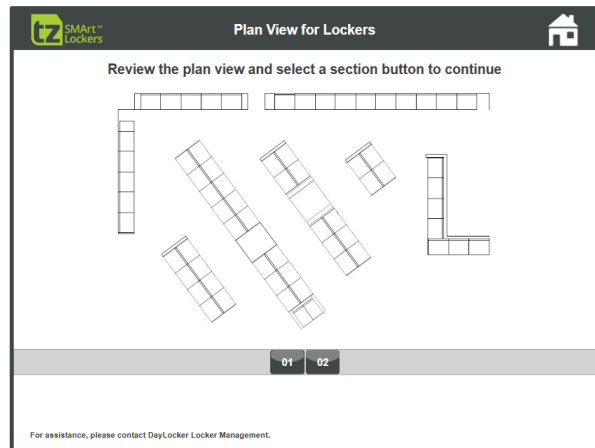 tz SMArt™
Lockers
Plan View for Lockers
Review the plan view and select a section button to continue
01 02
For assistance, please contact DayLocker Locker Management.